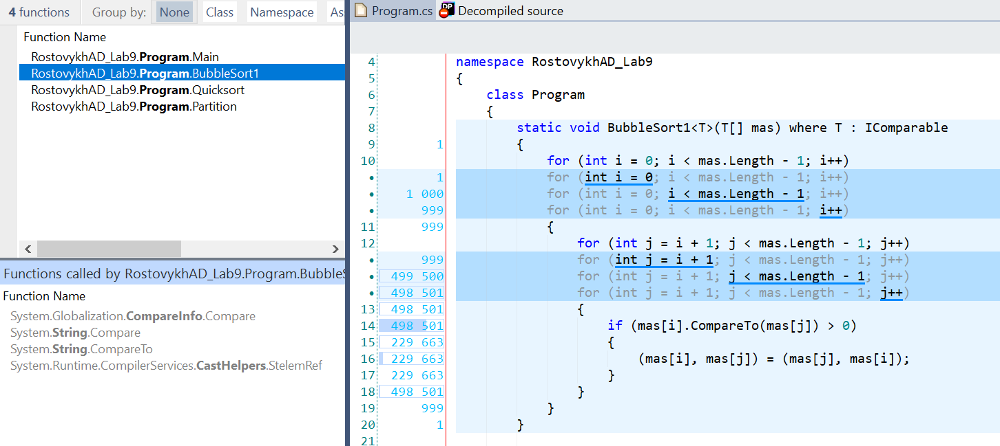 4 functions Group by: None Class Namespace As
Function Name
RostovykhAD_Lab9.Program.Main
RostovykhAD_Lab9.Program.BubbleSort1
RostovykhAD_Lab9.Program.Quicksort
RostovykhAD_Lab9.Program.Partition
Functions called by RostovykhAD_Lab9.Program.BubbleS
Function Name
System.Globalization.CompareInfo.Compare
System.String.Compare
System.String.CompareTo
System.Runtime.CompilerServices.CastHelpers.StelemRef
Program.cs DP Decompiled source
4 namespace RostovykhAD_Lab9
5 {
6 class Program
7 {
8 static void BubbleSort1<T>(T[] mas) where T : IComparable
9 1 {
10 for (int i = 0; i < mas.Length - 1; i++)
• 1 for (int i = 0; i < mas.Length - 1; i++)
• 1 000 for (int i = 0; i < mas.Length - 1; i++)
• 999 for (int i = 0; i < mas.Length - 1; i++)
11 999 {
12 for (int j = i + 1; j < mas.Length - 1; j++)
• 999 for (int j = i + 1; j < mas.Length - 1; j++)
• 499 500 for (int j = i + 1; j < mas.Length - 1; j++)
• 498 501 for (int j = i + 1; j < mas.Length - 1; j++)
13 498 501 {
14 498 501 if (mas[i].CompareTo(mas[j]) > 0)
15 229 663 {
16 229 663 (mas[i], mas[j]) = (mas[j], mas[i]);
17 229 663 }
18 498 501 }
19 999 }
20 1 }
21